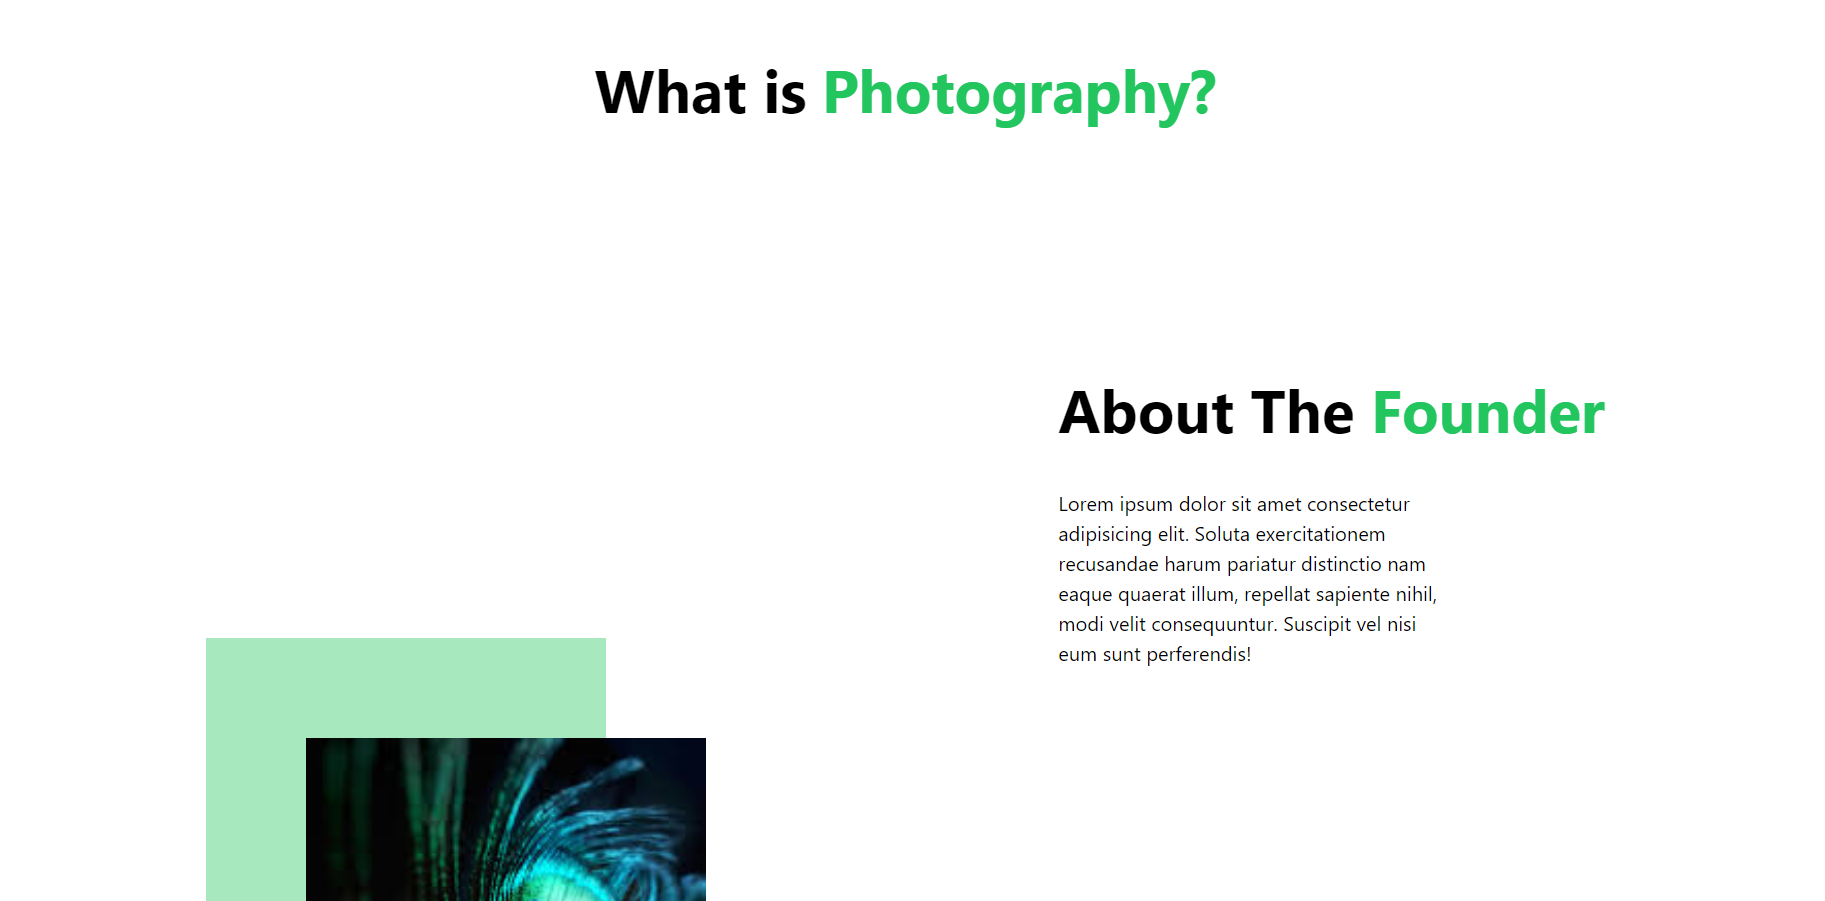 What is Photography?
About The Founder
Lorem ipsum dolor sit amet consectetur
adipisicing elit. Soluta exercitationem
recusandae harum pariatur distinctio nam
eaque quaerat illum, repellat sapiente nihil,
modi velit consequuntur. Suscipit vel nisi
eum sunt perferendis!